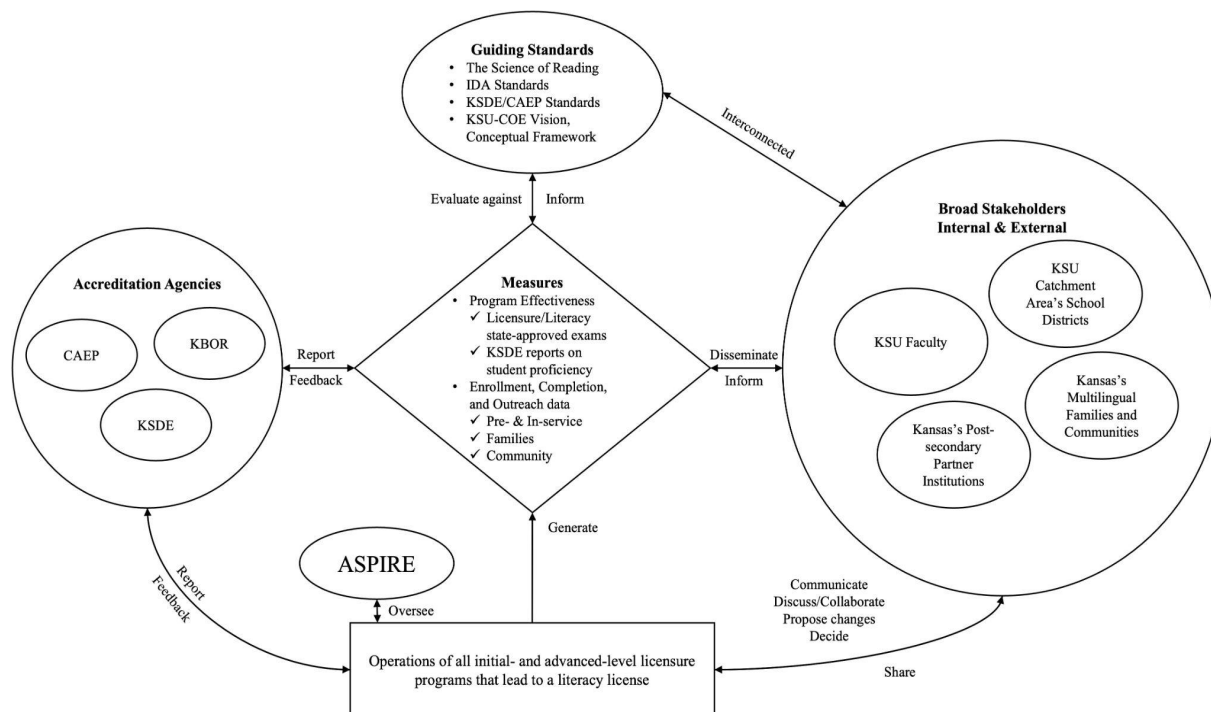 Guiding Standards
• The Science of Reading
• IDA Standards
• KSDE/CAEP Standards
• KSU-COE Vision,
Conceptual Framework
Interconnected
Evaluate against
Inform
Broad Stakeholders
Internal & External
KSU
Catchment
Area's School
Districts
KSU Faculty
Kansas's
Multilingual
Families and
Communities
Kansas's Post-
secondary
Partner
Institutions
Accreditation Agencies
CAEP
KBOR
KSDE
Report
Feedback
Measures
• Program Effectiveness
✓ Licensure/Literacy
state-approved exams
✓ KSDE reports on
student proficiency
• Enrollment, Completion,
and Outreach data
✓ Pre- & In-service
✓ Families
✓ Community
Disseminate
Inform
Generate
ASPIRE
Oversee
Report
Feedback
Operations of all initial- and advanced-level licensure
programs that lead to a literacy license
Communicate
Discuss/Collaborate
Propose changes
Decide
Share